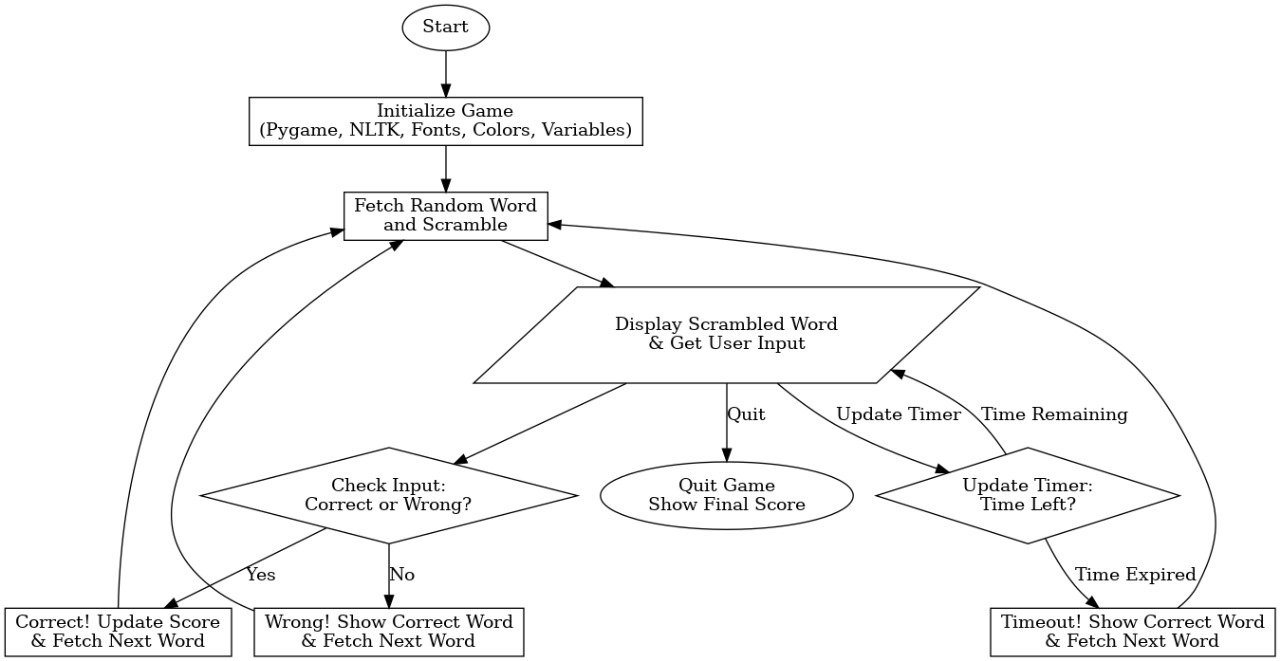 Start
Initialize Game
(Pygame, NLTK, Fonts, Colors, Variables)
Fetch Random Word
and Scramble
Display Scrambled Word
& Get User Input
Quit
Update Timer
Time Remaining
Check Input:
Correct or Wrong?
Quit Game
Show Final Score
Update Timer:
Time Left?
Yes
No
Time Expired
Correct! Update Score
& Fetch Next Word
Wrong! Show Correct Word
& Fetch Next Word
Timeout! Show Correct Word
& Fetch Next Word